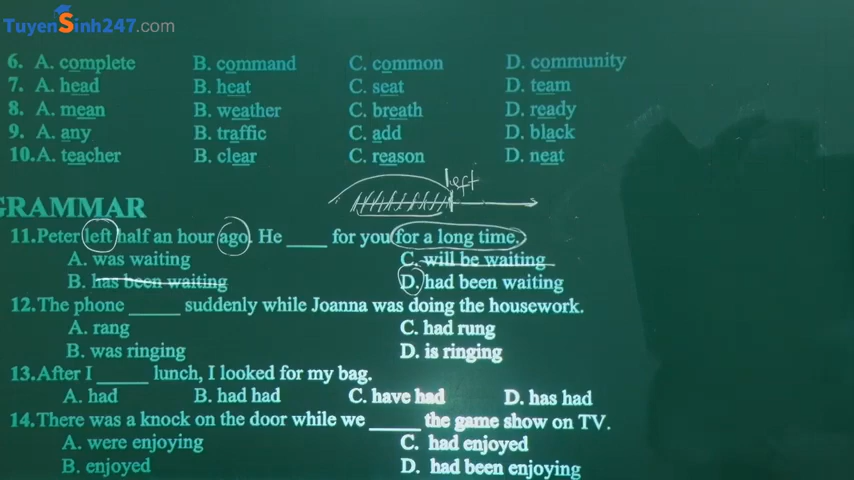 TuyenSinh247.com
6. A. complete B. command C. common D. community
7. A. head B. heat C. seat D. team
8. A. mean B. weather C. breath D. ready
9. A. any B. traffic C. add D. black
10.A. teacher B. clear C. reason D. neat
left
GRAMMAR
11.Peter left half an hour ago. He _____ for you for a long time.
A. was waiting C. will be waiting
B. has been waiting D. had been waiting
12.The phone ______ suddenly while Joanna was doing the housework.
A. rang C. had rung
B. was ringing D. is ringing
13.After I ______ lunch, I looked for my bag.
A. had B. had had C. have had D. has had
14.There was a knock on the door while we ______ the game show on TV.
A. were enjoying C. had enjoyed
B. enjoyed D. had been enjoying